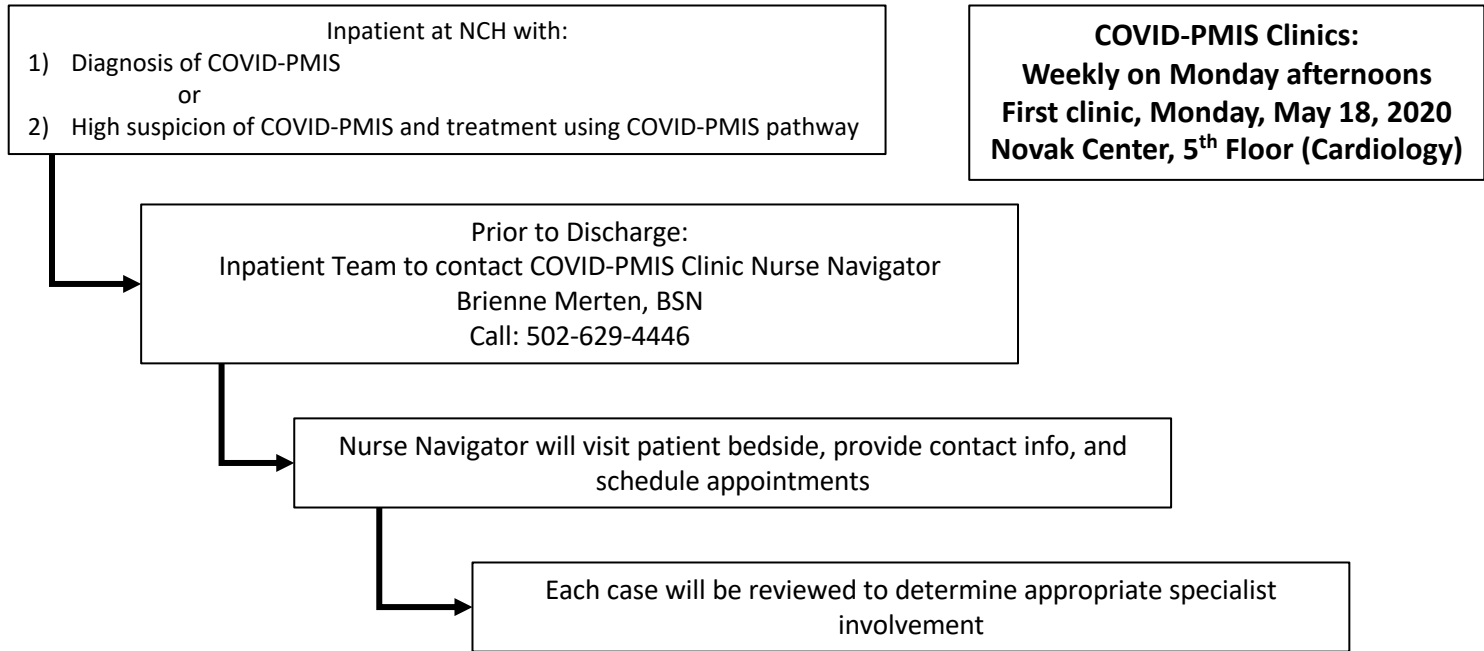 Inpatient at NCH with:
1) Diagnosis of COVID-PMIS
or
2) High suspicion of COVID-PMIS and treatment using COVID-PMIS pathway
COVID-PMIS Clinics:
Weekly on Monday afternoons
First clinic, Monday, May 18, 2020
Novak Center, 5th Floor (Cardiology)
Prior to Discharge:
Inpatient Team to contact COVID-PMIS Clinic Nurse Navigator
Brienne Merten, BSN
Call: 502-629-4446
Nurse Navigator will visit patient bedside, provide contact info, and
schedule appointments
Each case will be reviewed to determine appropriate specialist
involvement